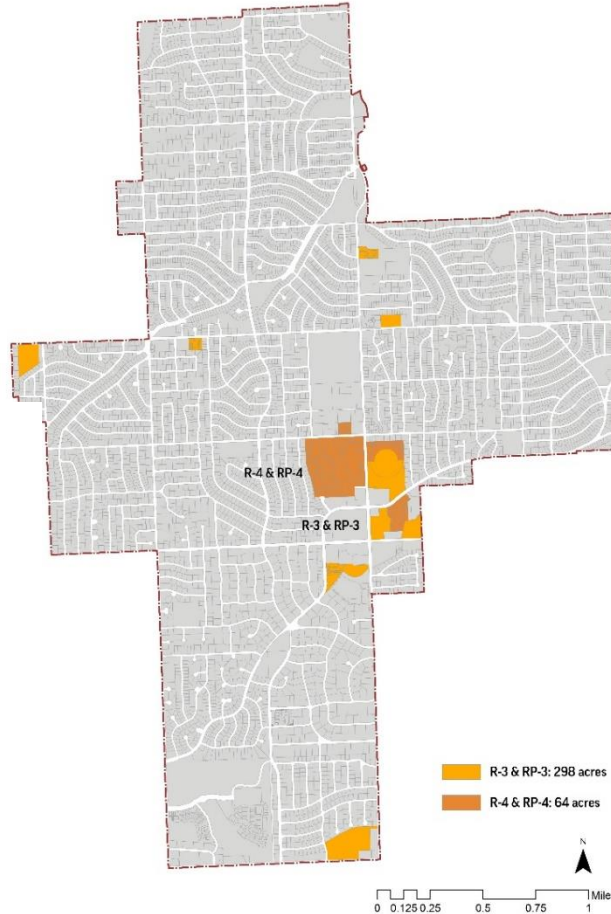 R-4 & RP-4
R-3 & RP-3
R-3 & RP-3: 298 acres
R-4 & RP-4: 64 acres
N
Mile
0 0.125 0.25 0.5 0.75 1